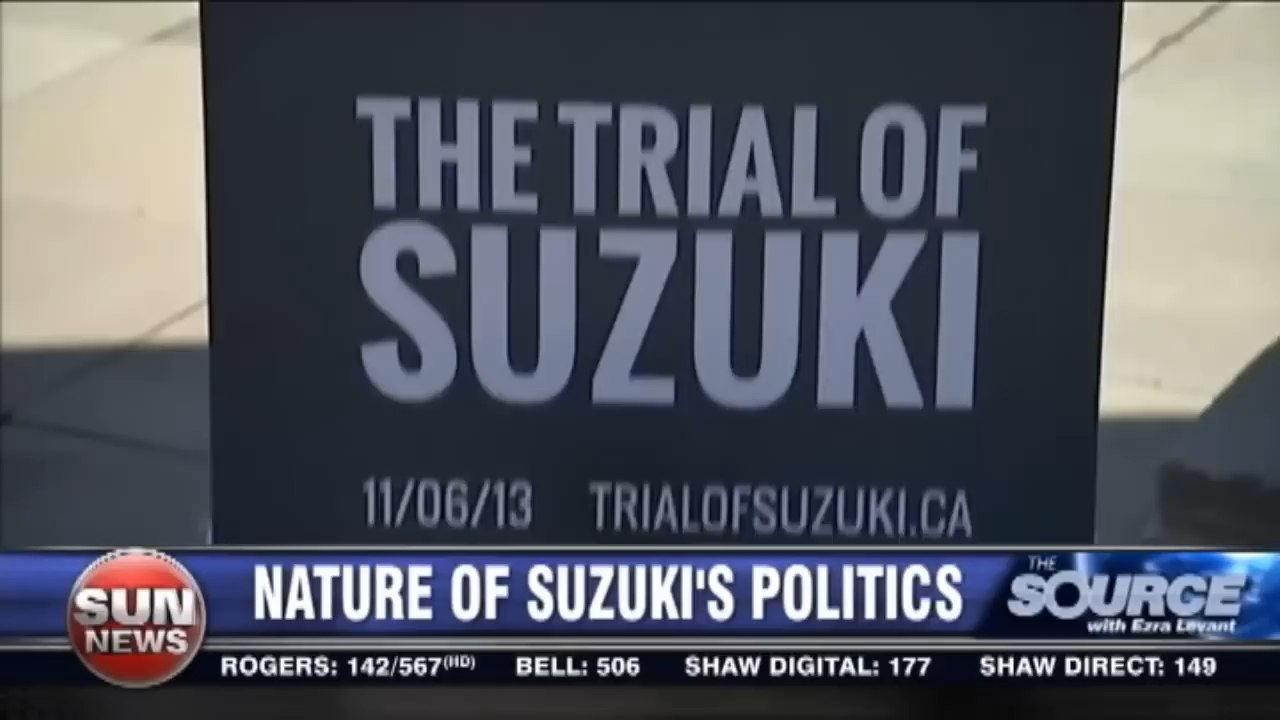 THE TRIAL OF
SUZUKI
11/06/13 TRIALOFSUZUKI.CA
SUN
NEWS
NATURE OF SUZUKI'S POLITICS
THE
SOURCE
with Ezra Levant
ROGERS: 142/567(HD) BELL: 506 SHAW DIGITAL: 177 SHAW DIRECT: 149